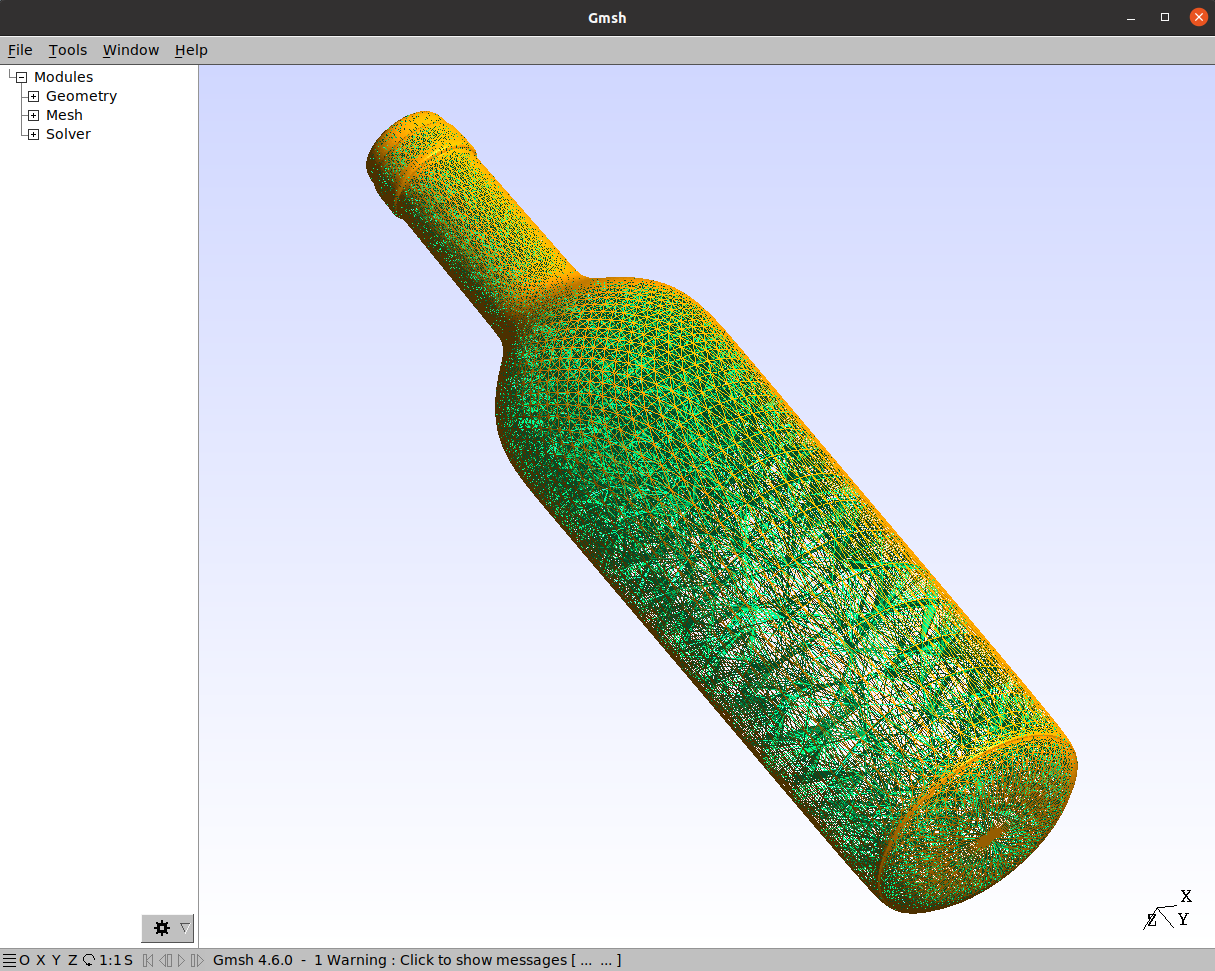 Gmsh
File Tools Window Help
Modules
Geometry
Mesh
Solver
X
Z Y
O X Y Z 1:1 S Gmsh 4.6.0 - 1 Warning : Click to show messages [ ... ... ]